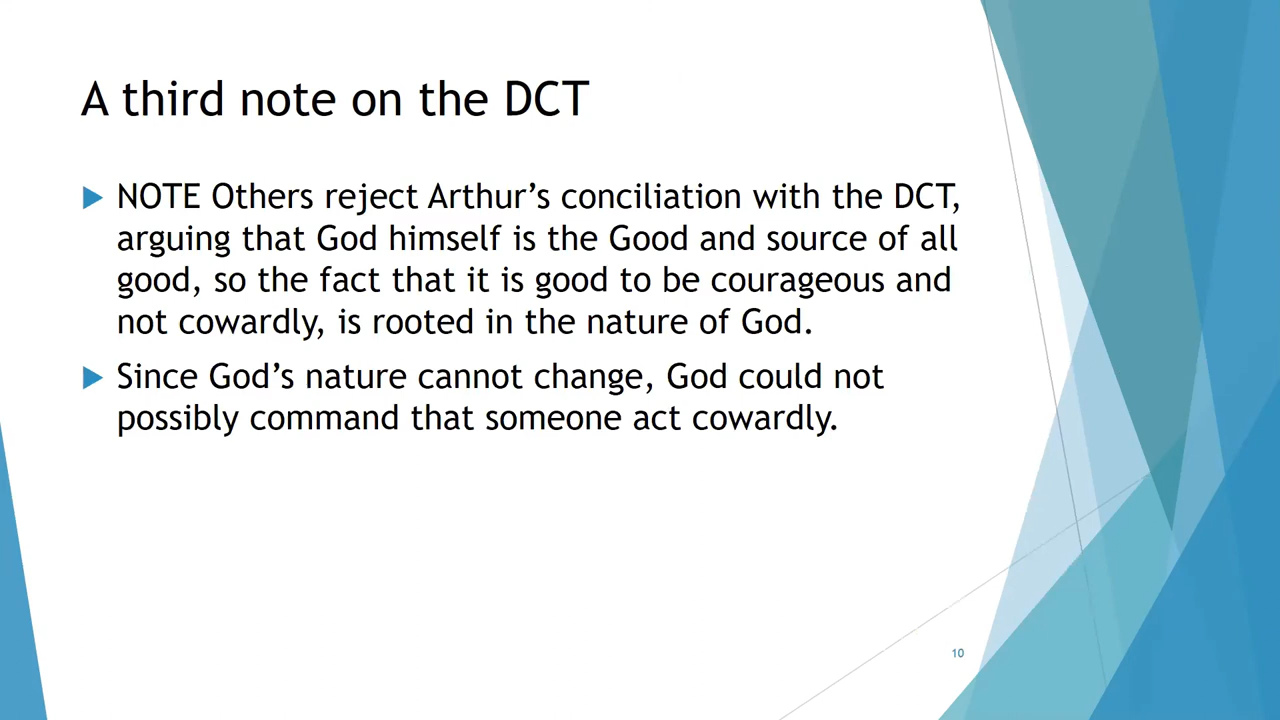 A third note on the DCT
NOTE Others reject Arthur’s conciliation with the DCT,
arguing that God himself is the Good and source of all
good, so the fact that it is good to be courageous and
not cowardly, is rooted in the nature of God.
Since God’s nature cannot change, God could not
possibly command that someone act cowardly.
10